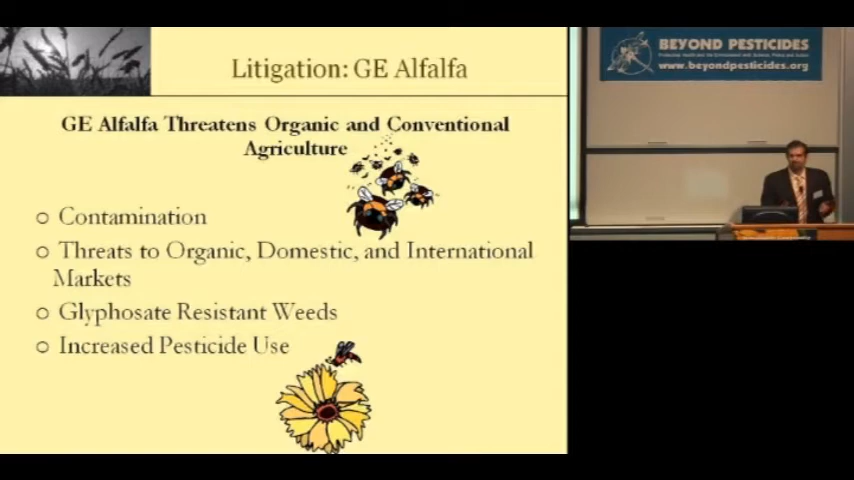 Litigation: GE Alfalfa
GE Alfalfa Threatens Organic and Conventional
Agriculture
Contamination
Threats to Organic, Domestic, and International
Markets
Glyphosate Resistant Weeds
Increased Pesticide Use
BEYOND PESTICIDES
www.beyondpesticides.org